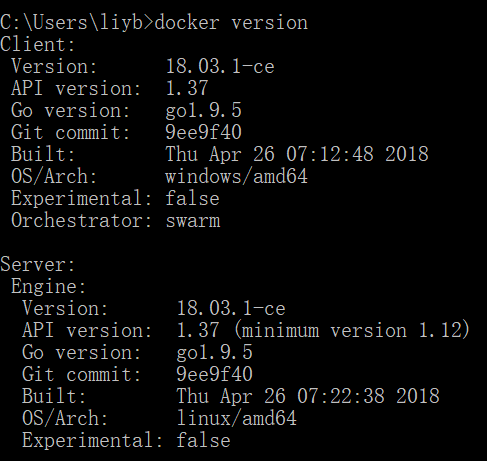 C:\Users\liyb>docker version
Client:
 Version:      18.03.1-ce
 API version:  1.37
 Go version:   go1.9.5
 Git commit:   9ee9f40
 Built:        Thu Apr 26 07:12:48 2018
 OS/Arch:      windows/amd64
 Experimental: false
 Orchestrator: swarm

Server:
 Engine:
  Version:      18.03.1-ce
  API version:  1.37 (minimum version 1.12)
  Go version:   go1.9.5
  Git commit:   9ee9f40
  Built:        Thu Apr 26 07:22:38 2018
  OS/Arch:      linux/amd64
  Experimental: false